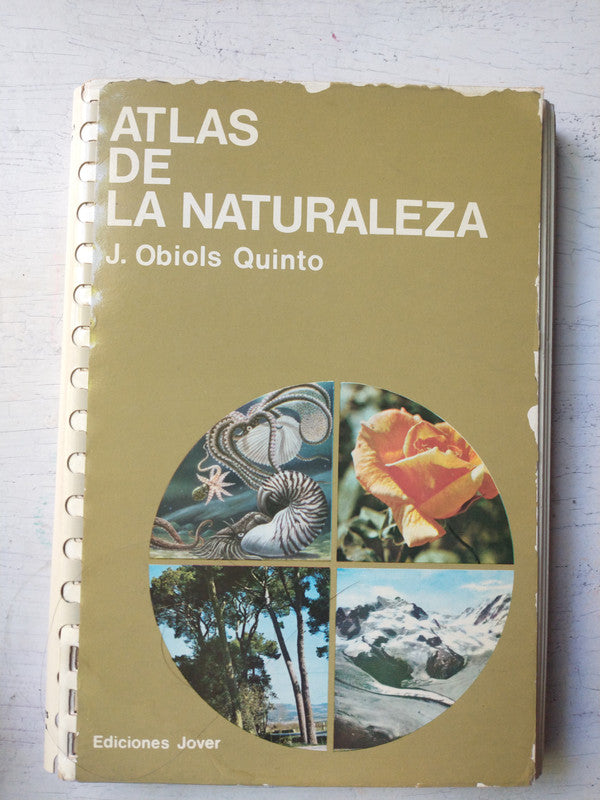 ATLAS
DE
LA NATURALEZA
J. Obiols Quinto
Ediciones Jover